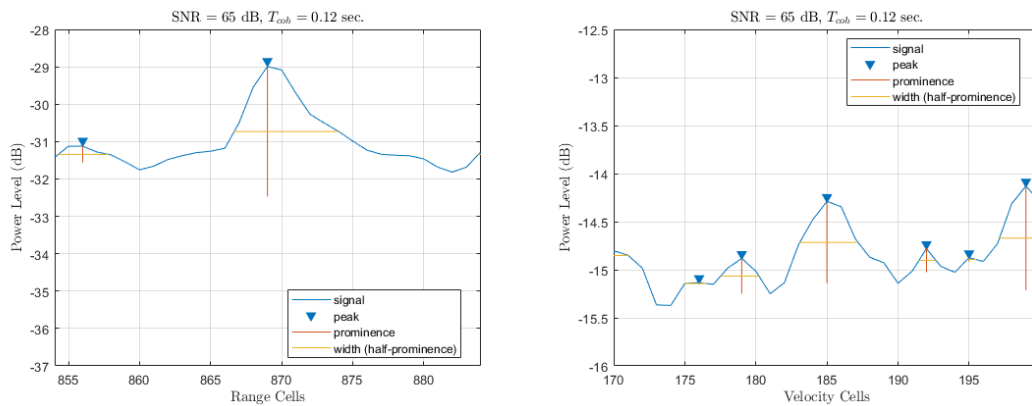 SNR = 65 dB, T_coh = 0.12 sec.
-28
-29
-30
-31
-32
-33
-34
-35
-36
-37
Power Level (dB)
signal
peak
prominence
width (half-prominence)
855
860
865
870
875
880
Range Cells
SNR = 65 dB, T_coh = 0.12 sec.
-12.5
-13
-13.5
-14
-14.5
-15
-15.5
-16
Power Level (dB)
signal
peak
prominence
width (half-prominence)
170
175
180
185
190
195
Velocity Cells